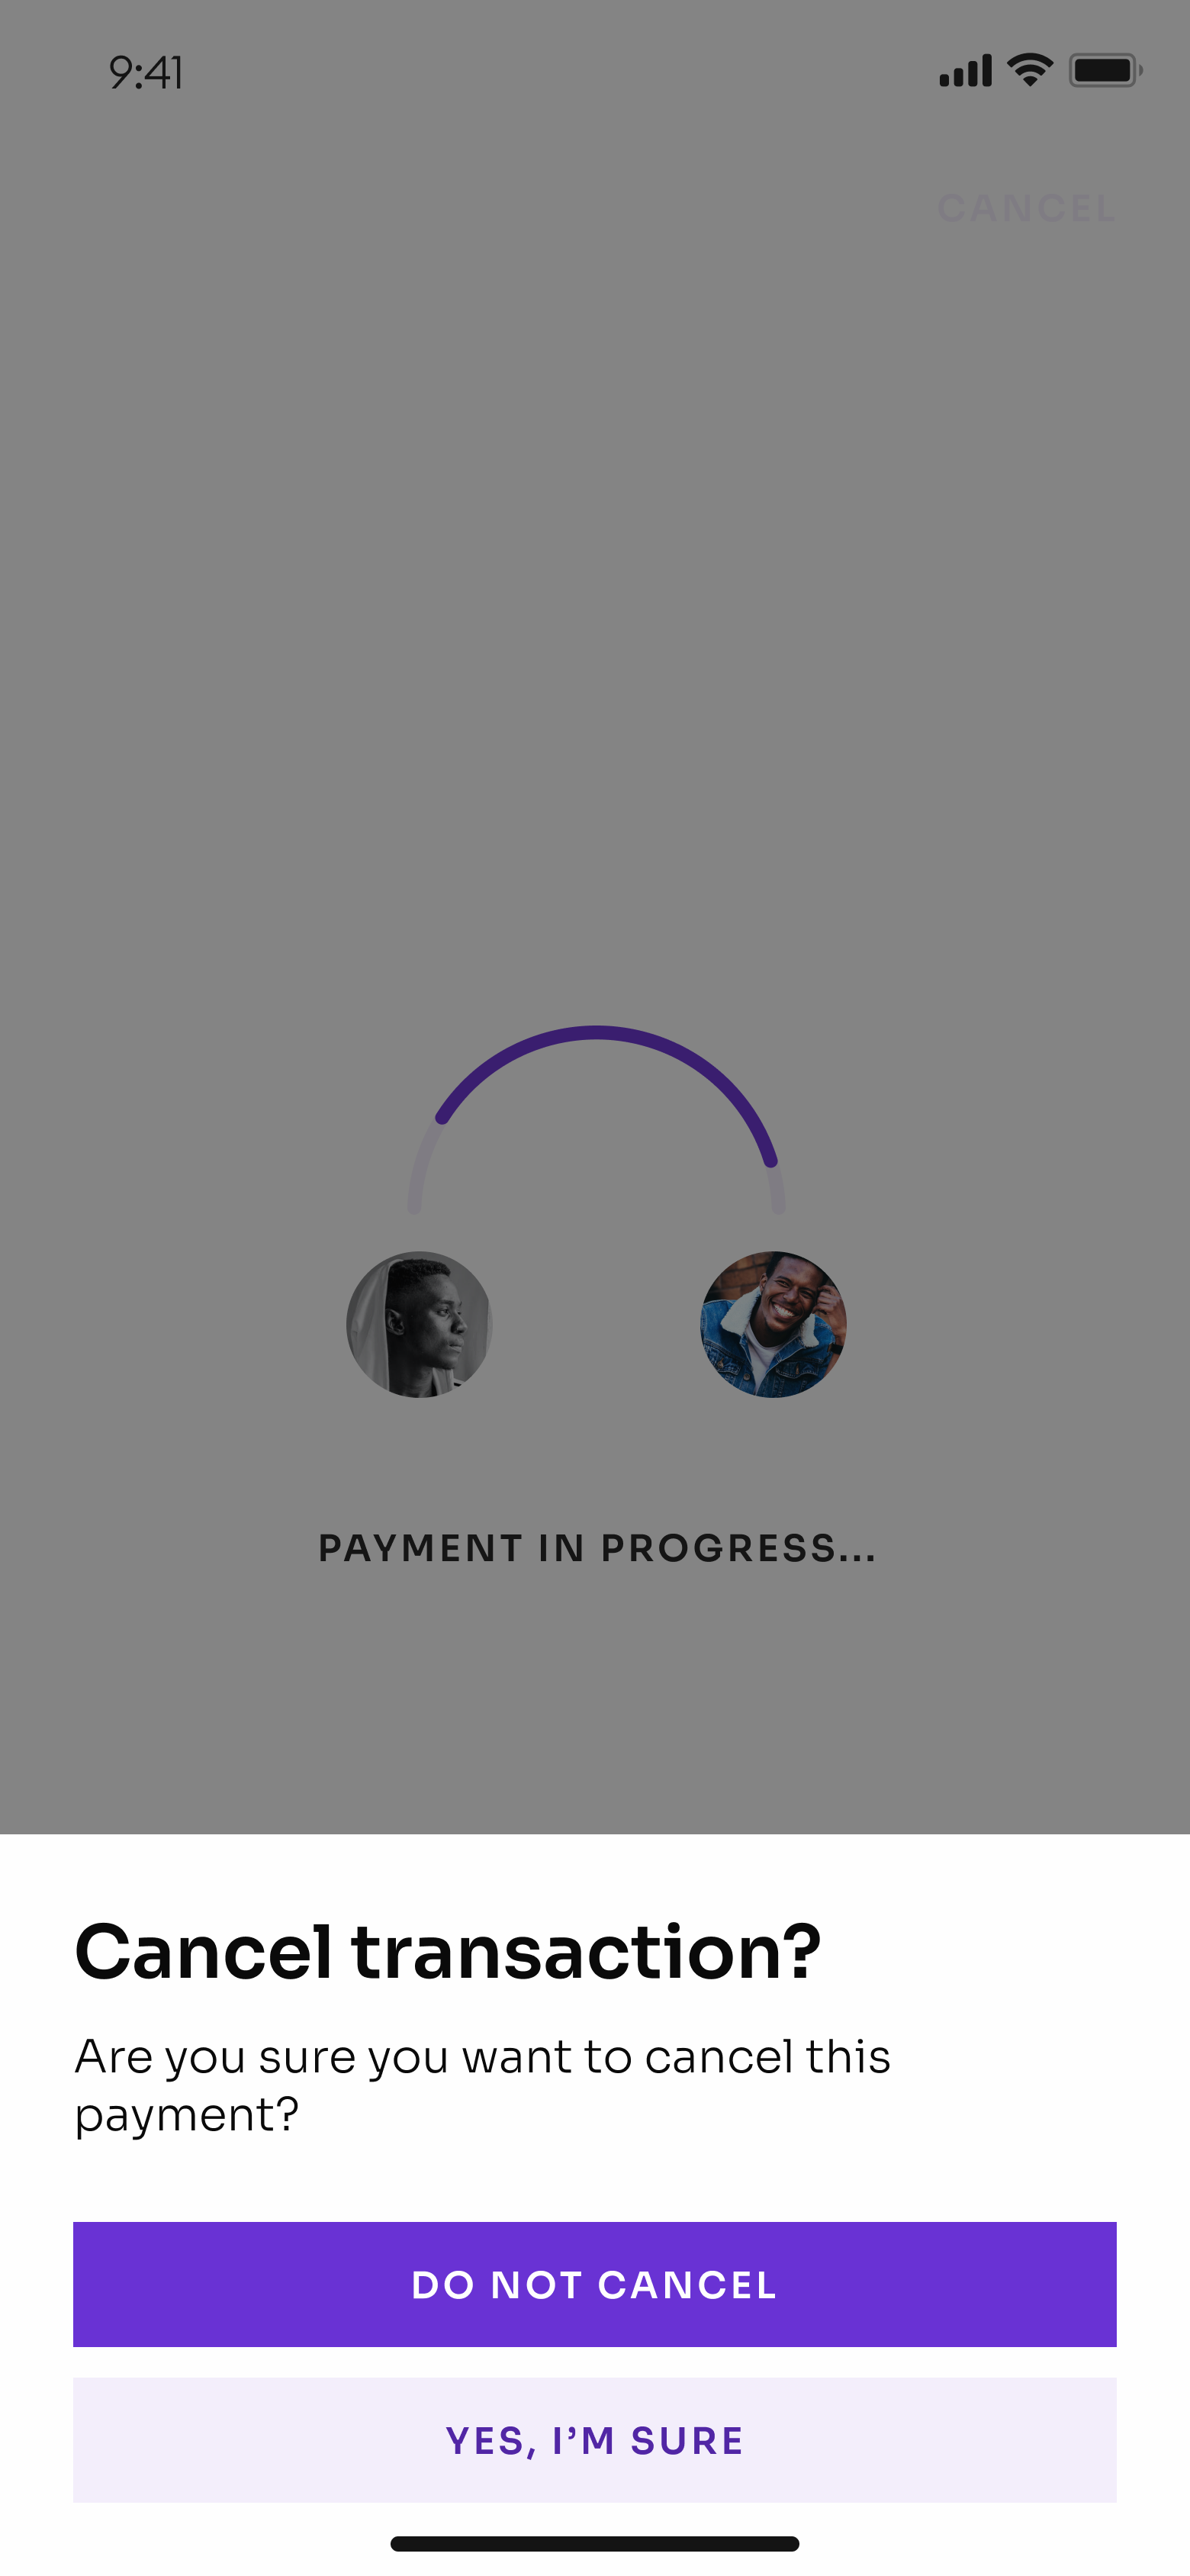 9:41
CANCEL
PAYMENT IN PROGRESS...
Cancel transaction?
Are you sure you want to cancel this
payment?
DO NOT CANCEL
YES, I’M SURE